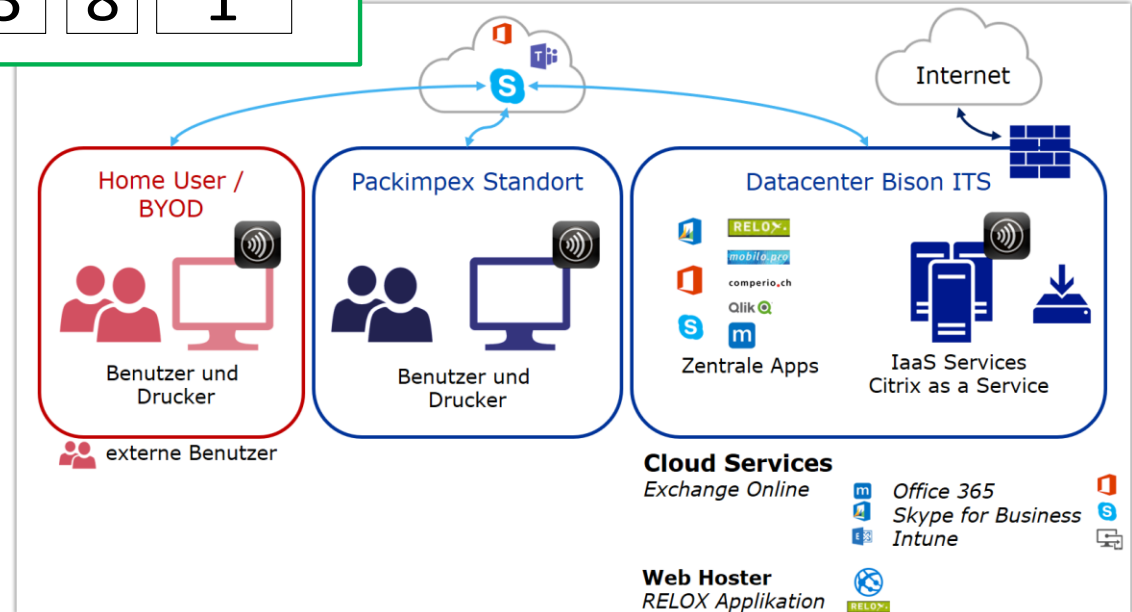 8 1
Internet
Home User /
BYOD
Packimpex Standort
Datacenter Bison ITS
RELOX.
mobilo.pro
comperio.ch
Qlik
m
S
S
Zentrale Apps
IaaS Services
Citrix as a Service
Benutzer und
Drucker
Benutzer und
Drucker
externe Benutzer
Cloud Services
Exchange Online
m
Office 365
Skype for Business
S
Intune
Web Hoster
RELOX Applikation
RELOX.